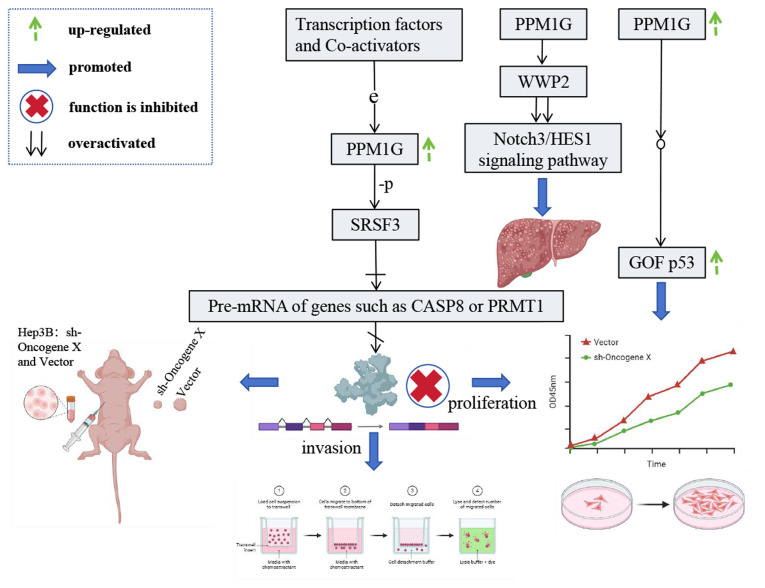 up-regulated
promoted
function is inhibited
overactivated
Transcription factors
and Co-activators
e
PPM1G
-p
SRSF3
Pre-mRNA of genes such as CASP8 or PRMT1
PPM1G
WWP2
Notch3/HES1
signaling pathway
PPM1G
GOF p53
Hep3B: sh-
Oncogene X
and Vector
sh-Oncogene X
Vector
proliferation
invasion
Vector
sh-Oncogene X
OD45nm
Time
1
Load cell suspension
to transwell
Transwell
insert
Media with
chemoattractant
2
Cells migrate to bottom of
transwell membrane
Media with
chemoattractant
3
Detach migrated cells
Cell detachment buffer
4
Lyse and detect number
of migrated cells
Lysis buffer + dye